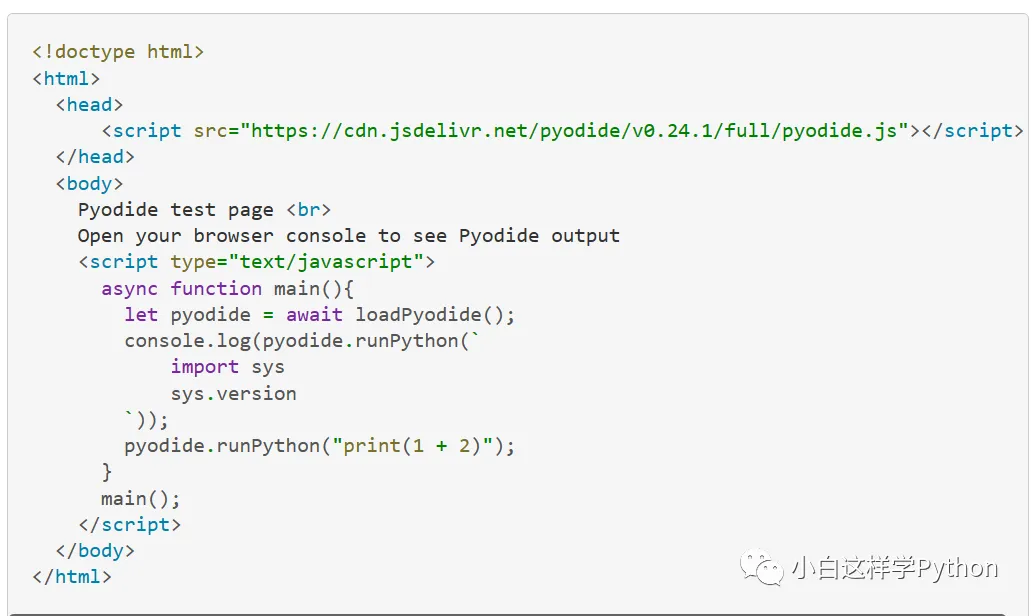 <!doctype html>
<html>
  <head>
      <script src="https://cdn.jsdelivr.net/pyodide/v0.24.1/full/pyodide.js"></script>
  </head>
  <body>
    Pyodide test page <br>
    Open your browser console to see Pyodide output
    <script type="text/javascript">
      async function main(){
        let pyodide = await loadPyodide();
        console.log(pyodide.runPython(`
            import sys
            sys.version
        `));
        pyodide.runPython("print(1 + 2)");
      }
      main();
    </script>
  </body>
</html>
小白这样学Python